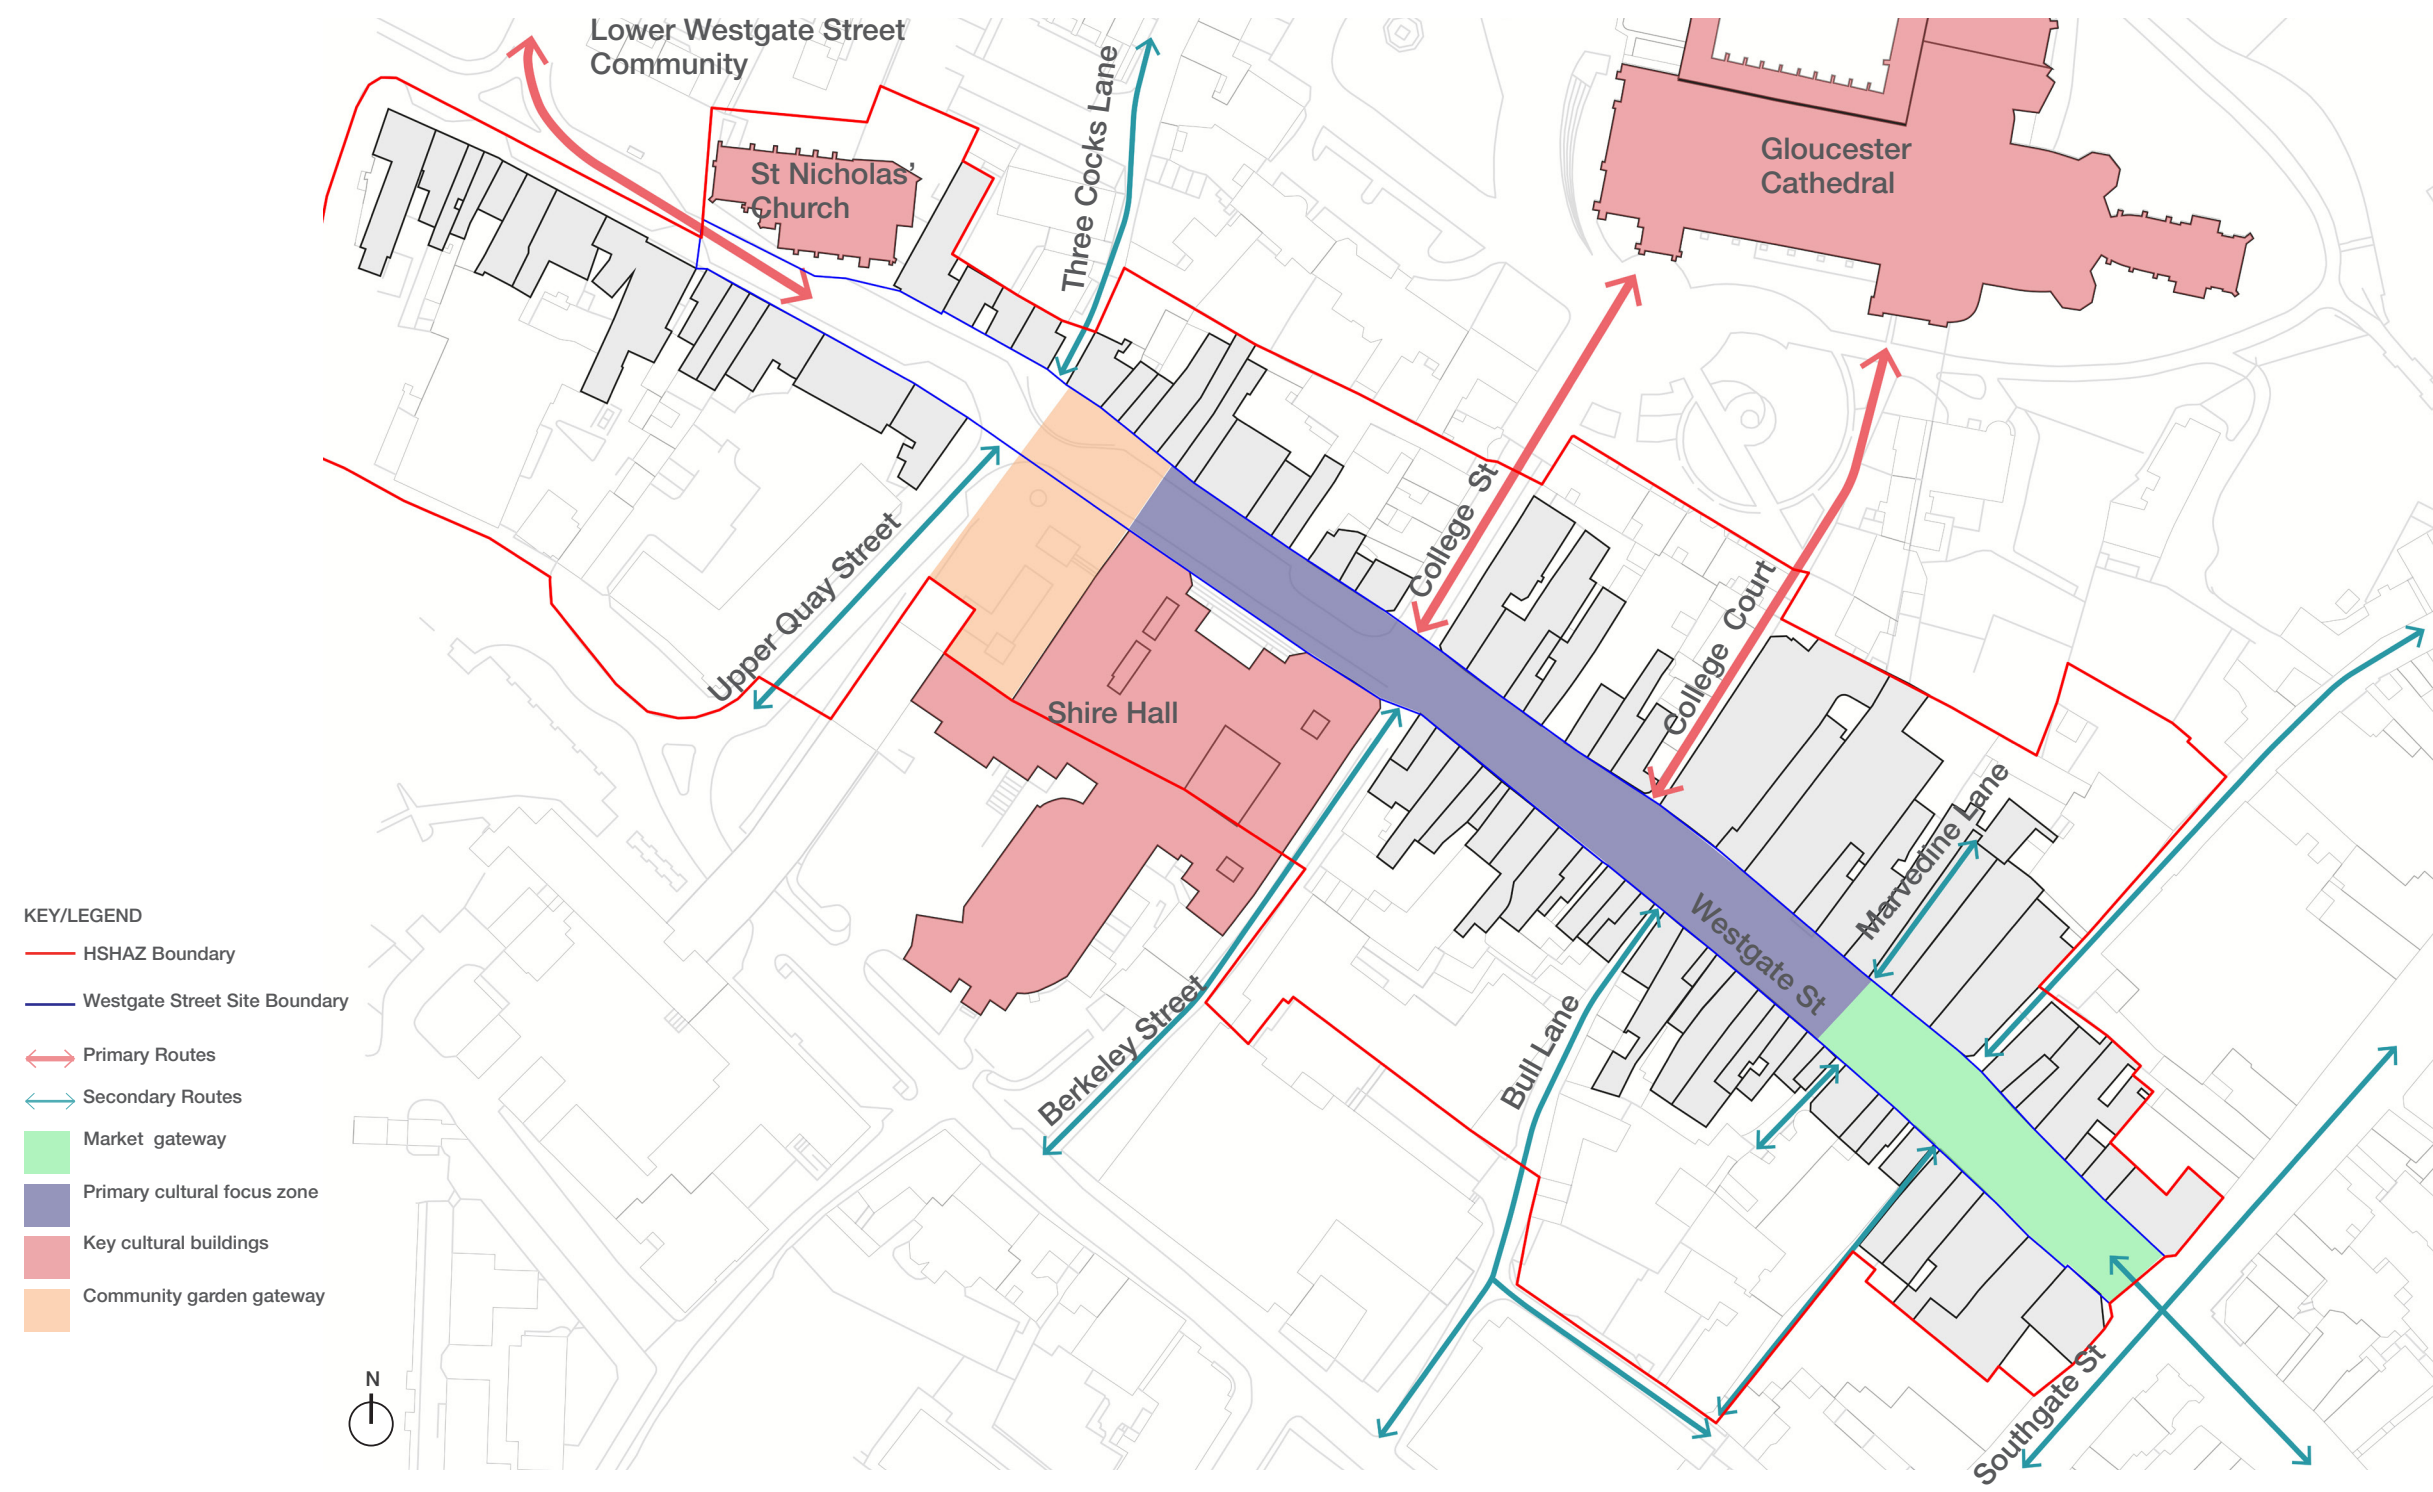 Lower Westgate Street
Community
Three Cocks Lane
St Nicholas'
Church
Gloucester
Cathedral
College St
Upper Quay Street
College Court
Shire Hall
Marvedine Lane
Westgate St
Berkeley Street
Bull Lane
Southgate St
KEY/LEGEND
HSHAZ Boundary
Westgate Street Site Boundary
Primary Routes
Secondary Routes
Market gateway
Primary cultural focus zone
Key cultural buildings
Community garden gateway
N